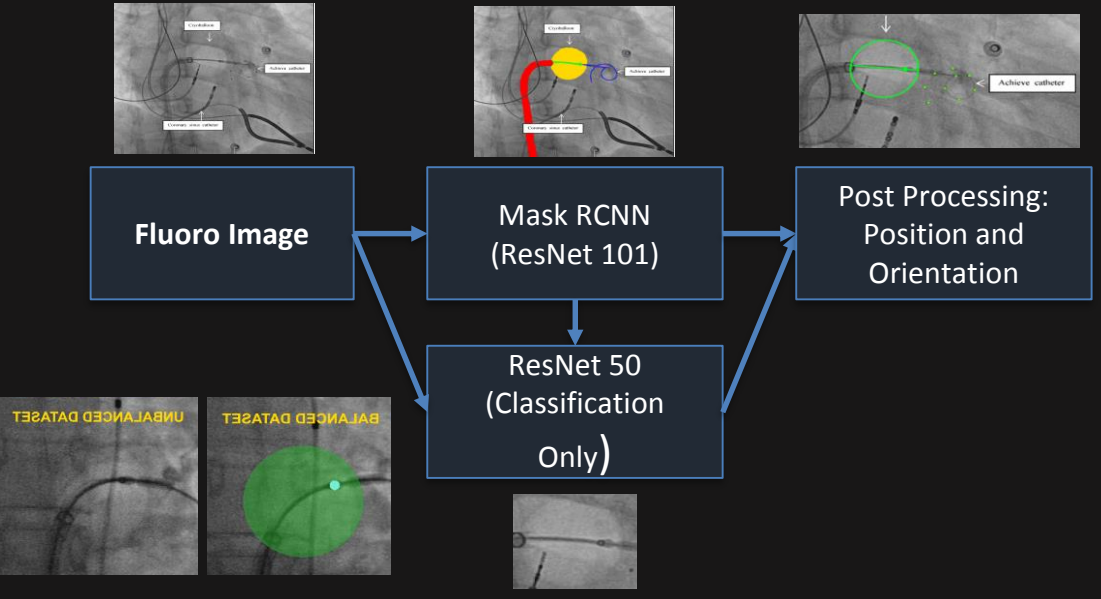 Cryoballoon
Achieve catheter
Coronary sinus catheter
Cryoballoon
Achieve catheter
Coronary sinus catheter
Achieve catheter
Fluoro Image
Mask RCNN
(ResNet 101)
Post Processing:
Position and
Orientation
ResNet 50
(Classification
Only)
UNBALANCED DATASET
BALANCED DATASET